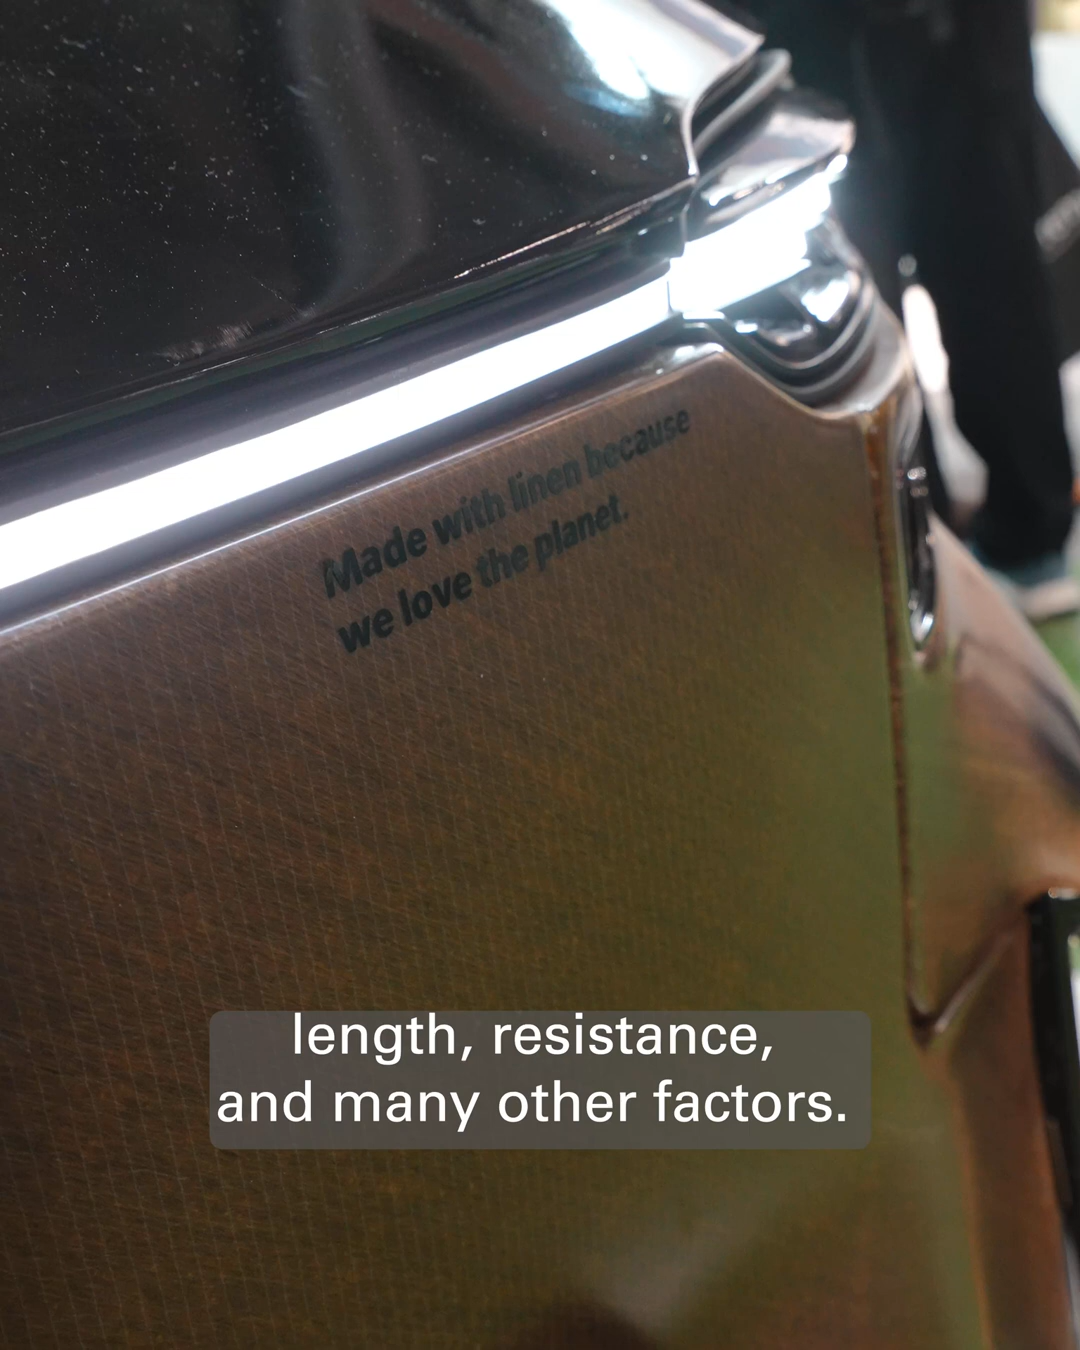 Made with linen because
we love the planet.
length, resistance,
and many other factors.